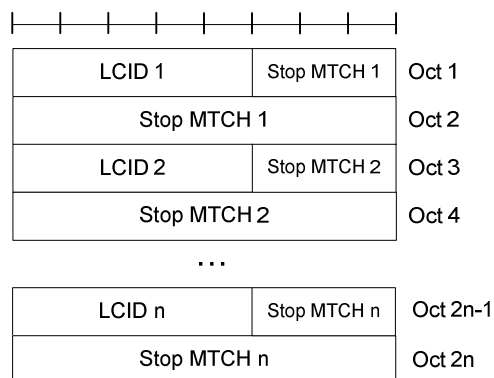 LCID 1 Stop MTCH 1 Oct 1
Stop MTCH 1 Oct 2
LCID 2 Stop MTCH 2 Oct 3
Stop MTCH 2 Oct 4
...
LCID n Stop MTCH n Oct 2n-1
Stop MTCH n Oct 2n